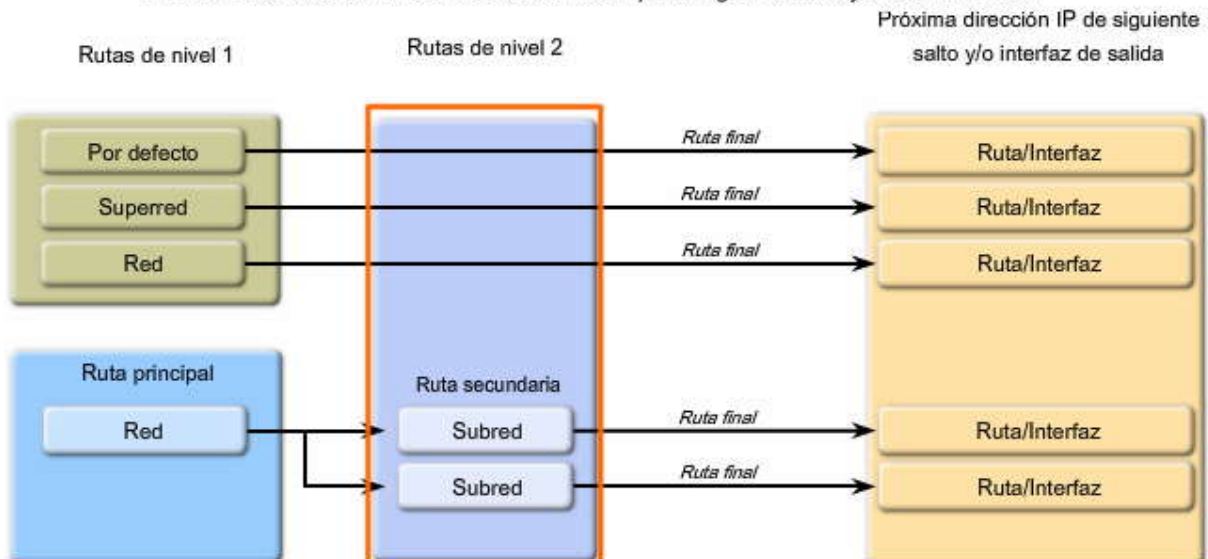 Rutas de nivel 1
Rutas de nivel 2
Próxima dirección IP de siguiente
salto y/o interfaz de salida
Por defecto
Ruta final
Ruta/Interfaz
Superred
Ruta final
Ruta/Interfaz
Red
Ruta final
Ruta/Interfaz
Ruta principal
Ruta secundaria
Red
Subred
Ruta final
Ruta/Interfaz
Subred
Ruta final
Ruta/Interfaz